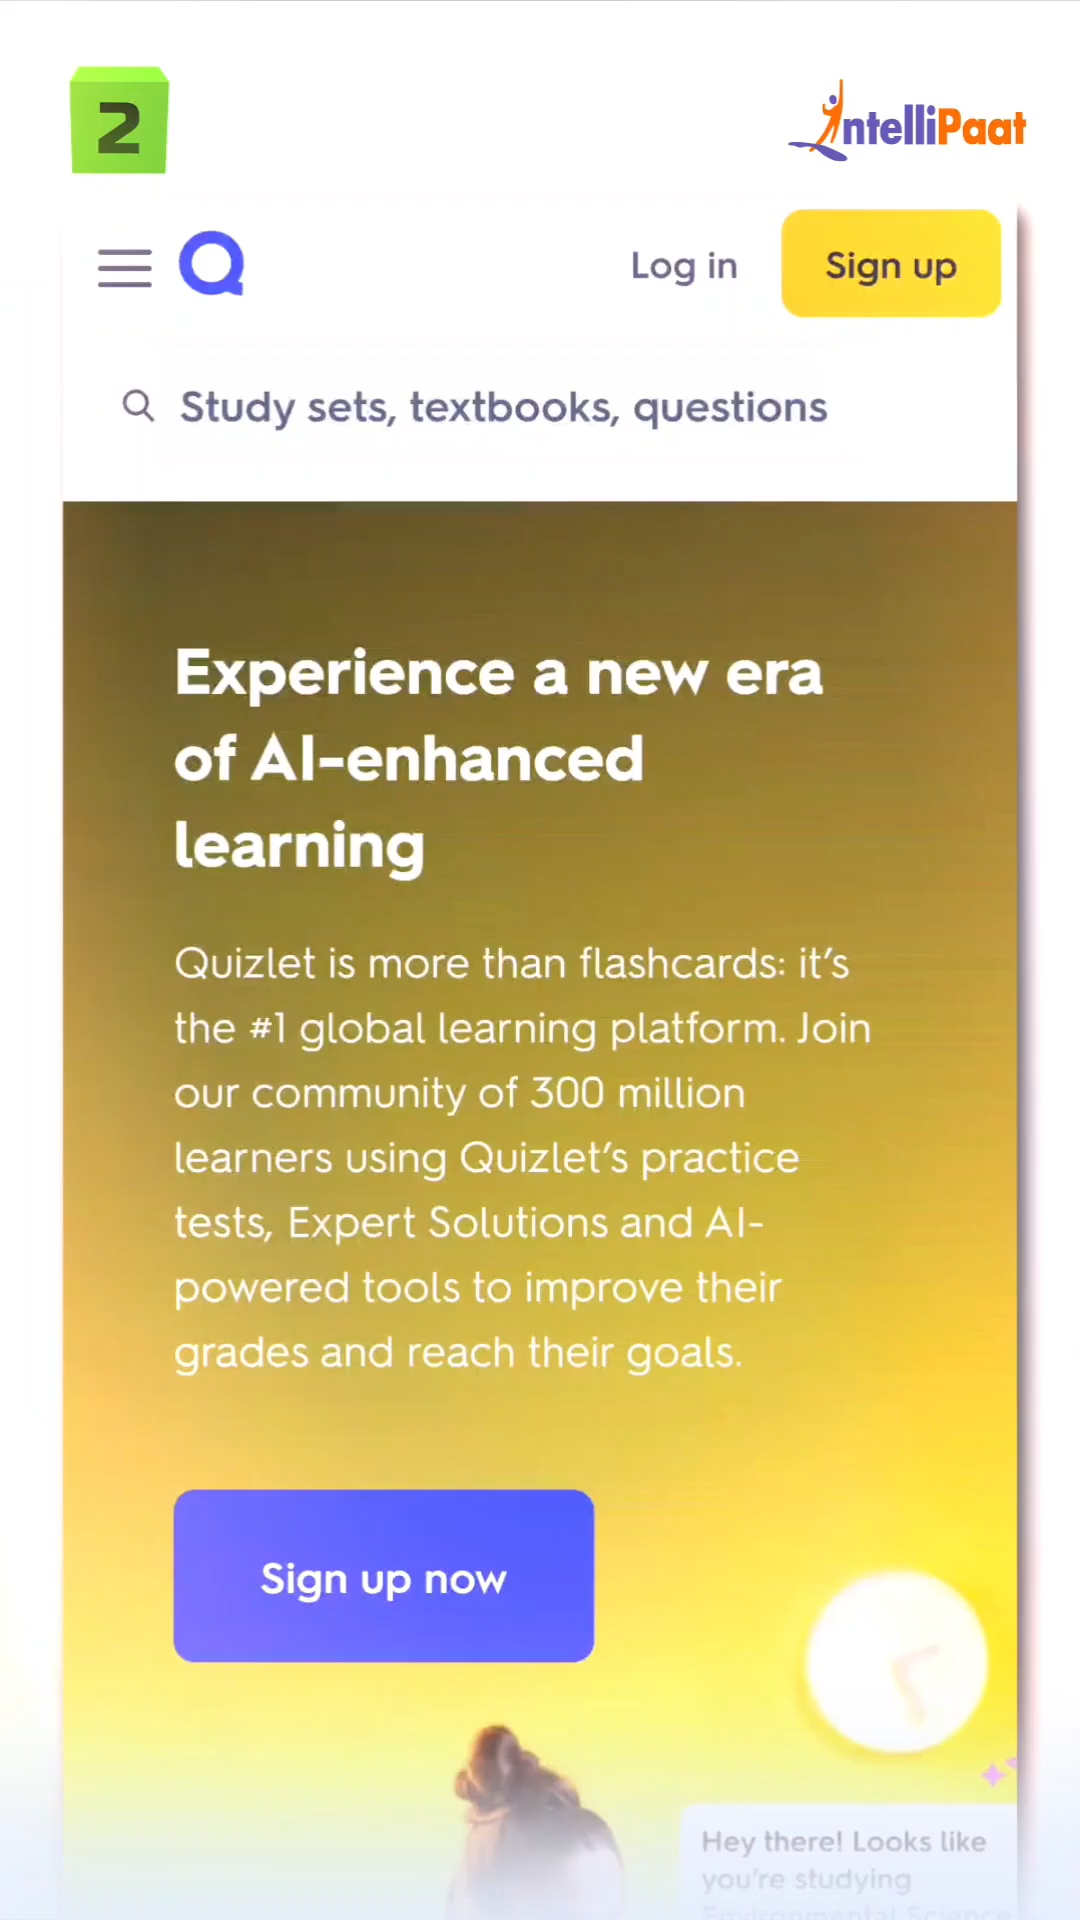 2
IntelliPaat
Log in
Sign up
Study sets, textbooks, questions
Experience a new era
of AI-enhanced
learning
Quizlet is more than flashcards: it's
the #1 global learning platform. Join
our community of 300 million
learners using Quizlet's practice
tests, Expert Solutions and AI-
powered tools to improve their
grades and reach their goals.
Sign up now
Hey there! Looks like
you're studying
Environmental Science